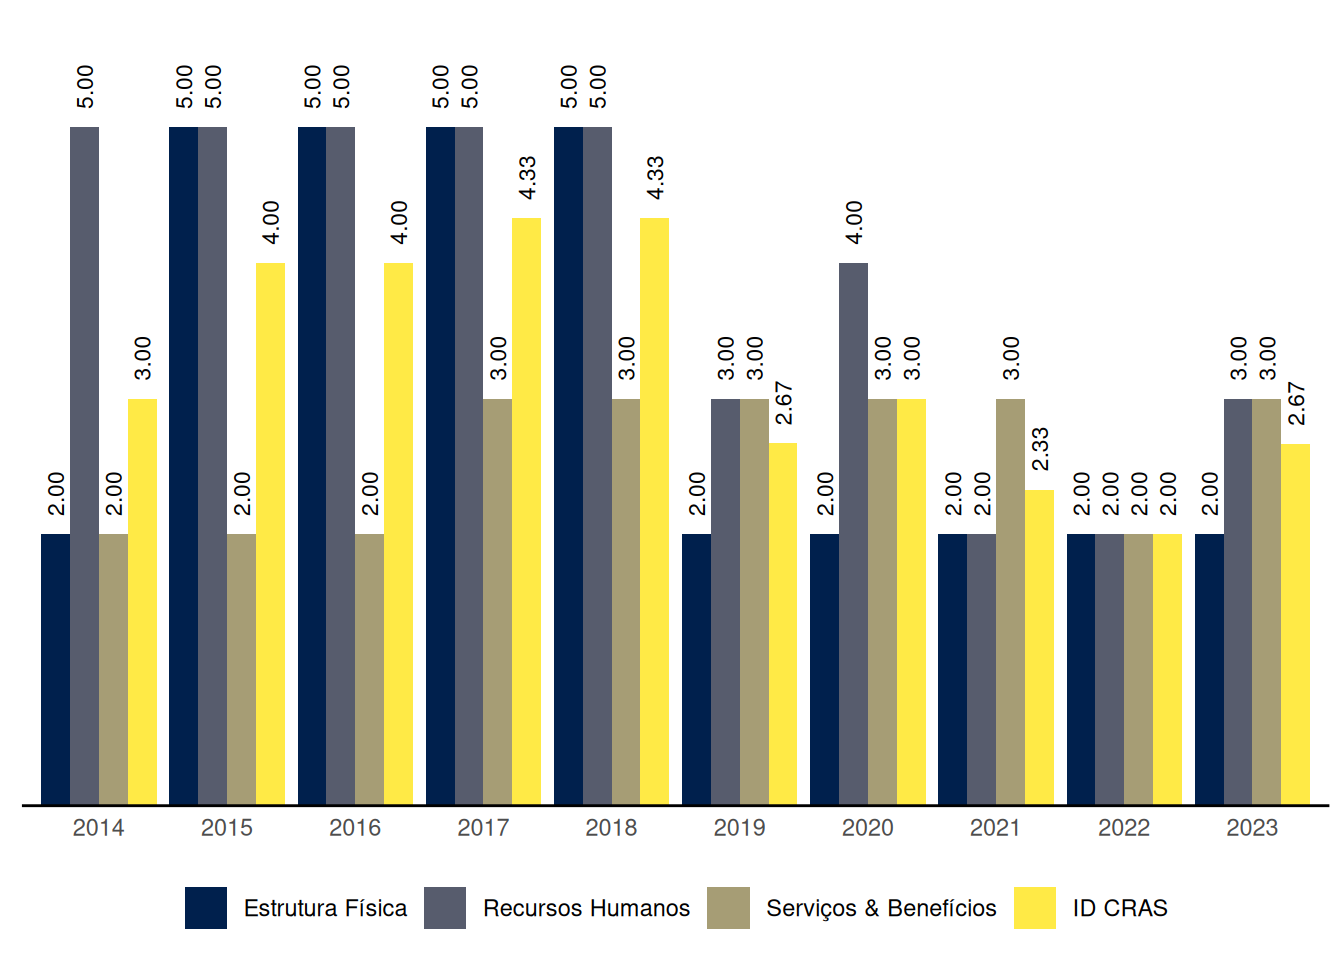 5.00 5.00 5.00 5.00 5.00 5.00 5.00 5.00 5.00
4.33 4.33
4.00 4.00 4.00
3.00 3.00 3.00 3.00 3.00 3.00 3.00 3.00 3.00 3.00
2.67 2.67
2.33
2.00 2.00 2.00 2.00 2.00 2.00 2.00 2.00 2.00 2.00 2.00 2.00 2.00
2014 2015 2016 2017 2018 2019 2020 2021 2022 2023
Estrutura Física Recursos Humanos Serviços & Benefícios ID CRAS